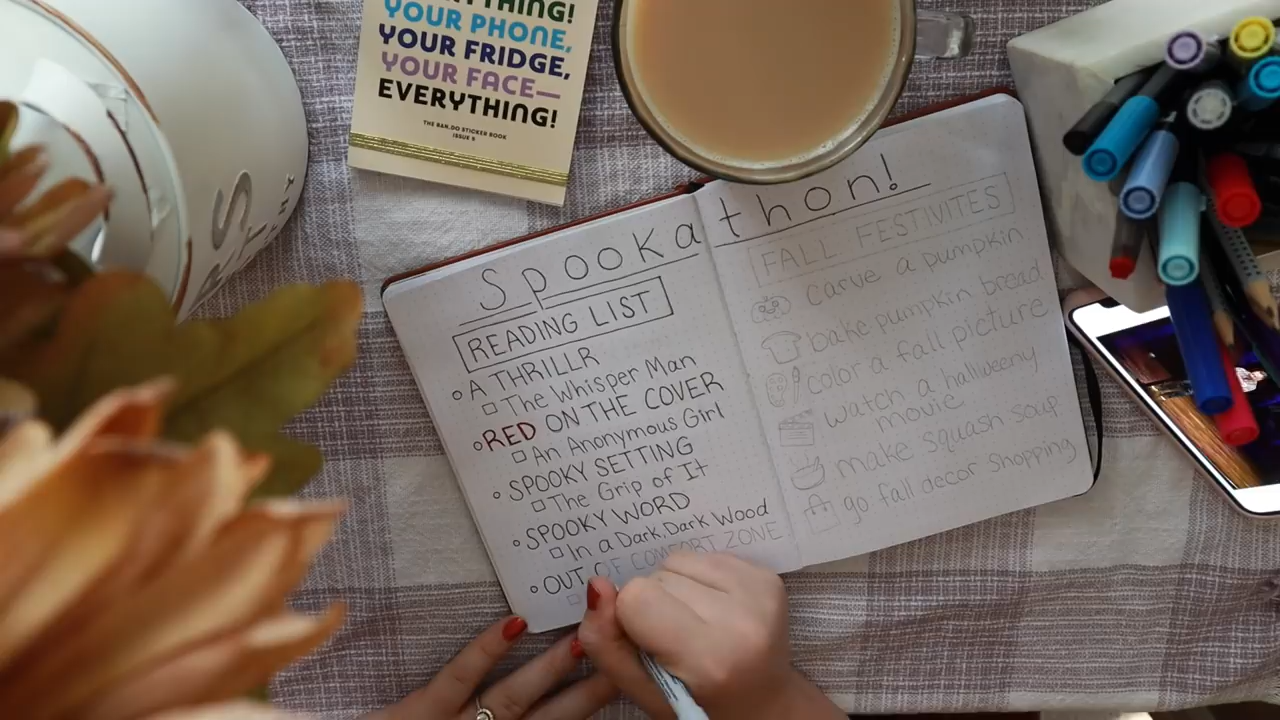 YTHING!
YOUR PHONE,
YOUR FRIDGE,
YOUR FACE—
EVERYTHING!
THE BAN.DO STICKER BOOK
ISSUE II
Spookathon!
READING LIST
A THRILLR
The Whisper Man
RED ON THE COVER
An Anonymous Girl
SPOOKY SETTING
The Grip of It
SPOOKY WORD
In a Dark, Dark Wood
OUT OF COMFORT ZONE
FALL FESTIVITES
carve a pumpkin
bake pumpkin bread
color a fall picture
watch a halloweeny
movie
make squash soup
go fall decor shopping